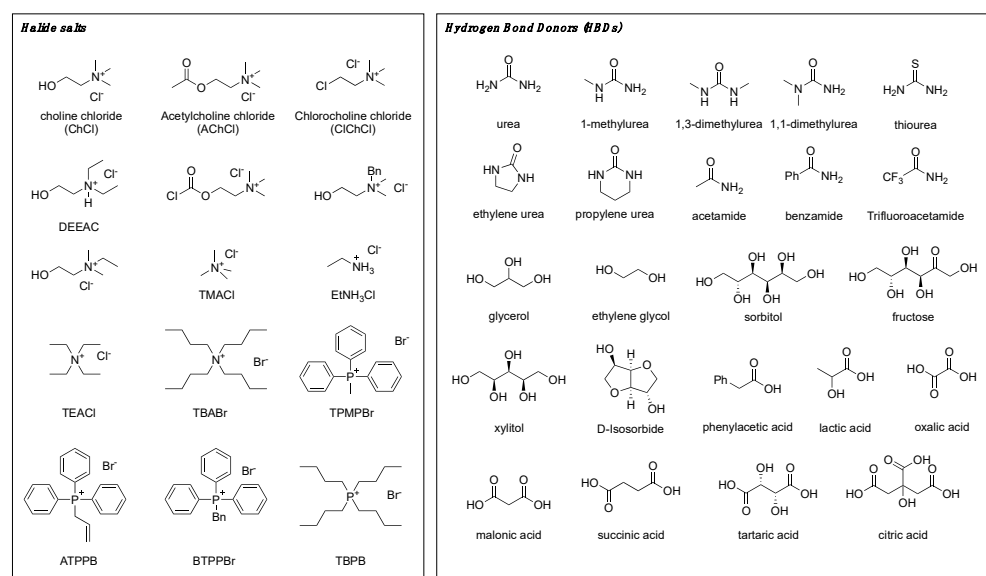 Halide salts
O
HO N+ O N+ Cl- Cl N+
Cl- Cl-
choline chloride
(ChCl)
Acetylcholine chloride
(AChCl)
Chlorocholine chloride
(ClChCl)
HO N+ H Cl-
DEEAC
O Cl O N+ Cl-
Bn HO N+ Cl-
HO N+ Cl-
N+ Cl-
TMACl
NH3 + Cl-
EtNH3Cl
N+ Cl-
TEACl
N+ Br-
TBABr
P+ Br-
TPMPBr
P+ Br-
ATPPB
P+ Bn Br-
BTPPBr
P+ Br-
TBPB
Hydrogen Bond Donors (HBDs)
O H2N NH2
urea
O N H NH2
1-methylurea
O N H N H
1,3-dimethylurea
O N NH2
1,1-dimethylurea
S H2N NH2
thiourea
O HN NH
ethylene urea
O HN NH
propylene urea
O NH2
acetamide
O Ph NH2
benzamide
O CF3 NH2
Trifluoroacetamide
OH HO OH
glycerol
HO OH
ethylene glycol
OH OH HO OH OH OH
sorbitol
OH O HO OH OH OH
fructose
OH HO OH OH OH
xylitol
HO H O O H OH
D-Isosorbide
O Ph OH
phenylacetic acid
O OH OH
lactic acid
O HO OH O
oxalic acid
O O HO OH
malonic acid
O HO OH O
succinic acid
OH O HO OH O OH
tartaric acid
O OH O O HO OH OH
citric acid